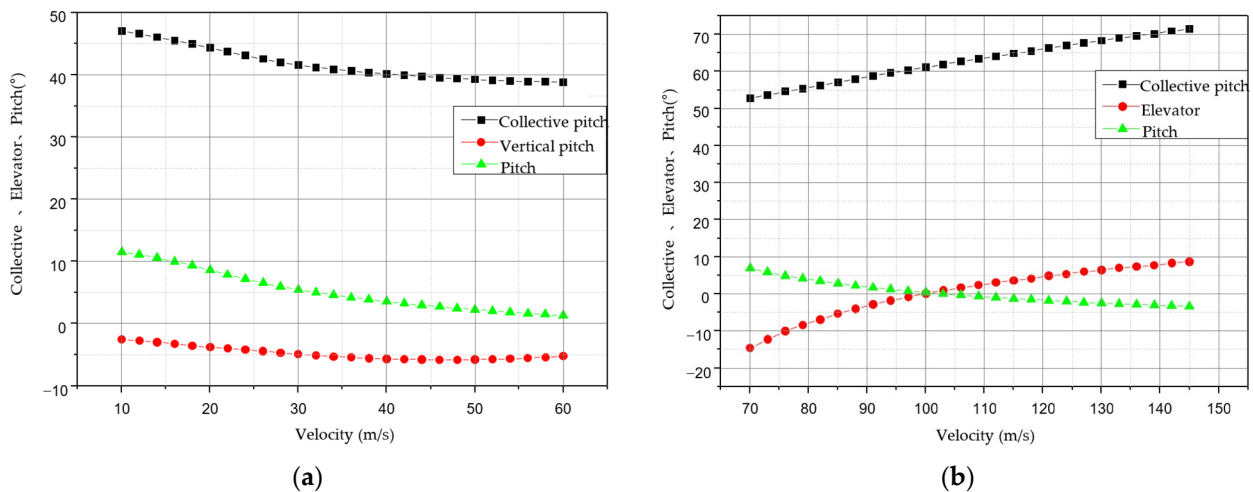 50
40
30
20
10
0
−10
Collective 、Elevator、Pitch(°)
Collective pitch
Vertical pitch
Pitch
10 20 30 40 50 60
Velocity (m/s)
(a)
70
60
50
40
30
20
10
0
−10
−20
Collective 、Elevator、Pitch(°)
Collective pitch
Elevator
Pitch
70 80 90 100 110 120 130 140 150
Velocity (m/s)
(b)